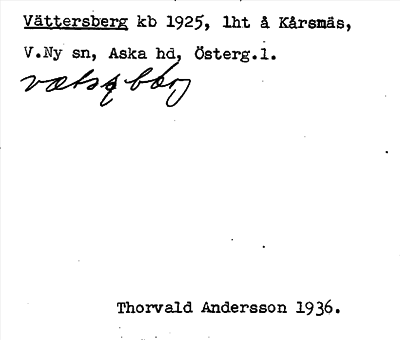 Vättersberg kb 1925, lht å Kårsmäs,
V.Ny sn, Aska hd, Österg.l.
Thorvald Andersson 1936.